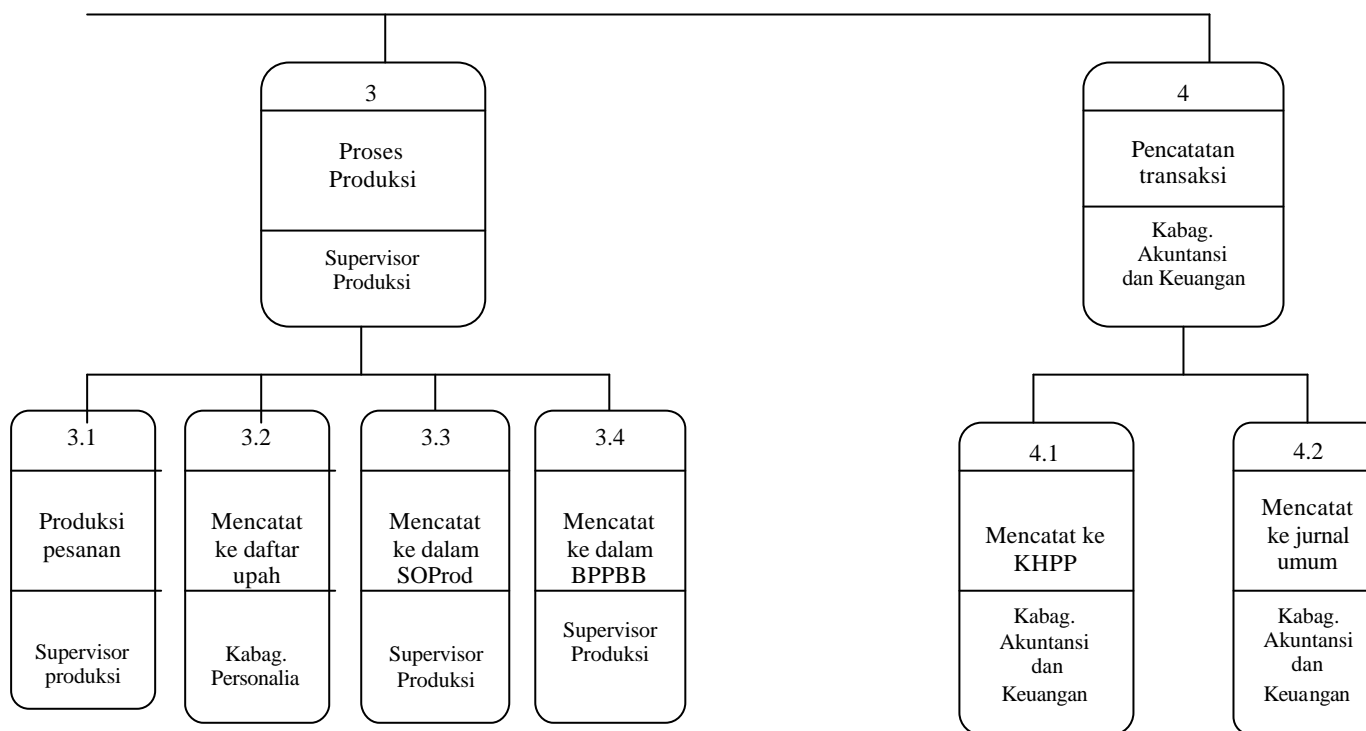 3
Proses
Produksi
Supervisor
Produksi
4
Pencatatan
transaksi
Kabag.
Akuntansi
dan Keuangan
3.1
Produksi
pesanan
Supervisor
produksi
3.2
Mencatat
ke daftar
upah
Kabag.
Personalia
3.3
Mencatat
ke dalam
SOProd
Supervisor
Produksi
3.4
Mencatat
ke dalam
BPPBB
Supervisor
Produksi
4.1
Mencatat ke
KHPP
Kabag.
Akuntansi
dan
Keuangan
4.2
Mencatat
ke jurnal
umum
Kabag.
Akuntansi
dan
Keuangan